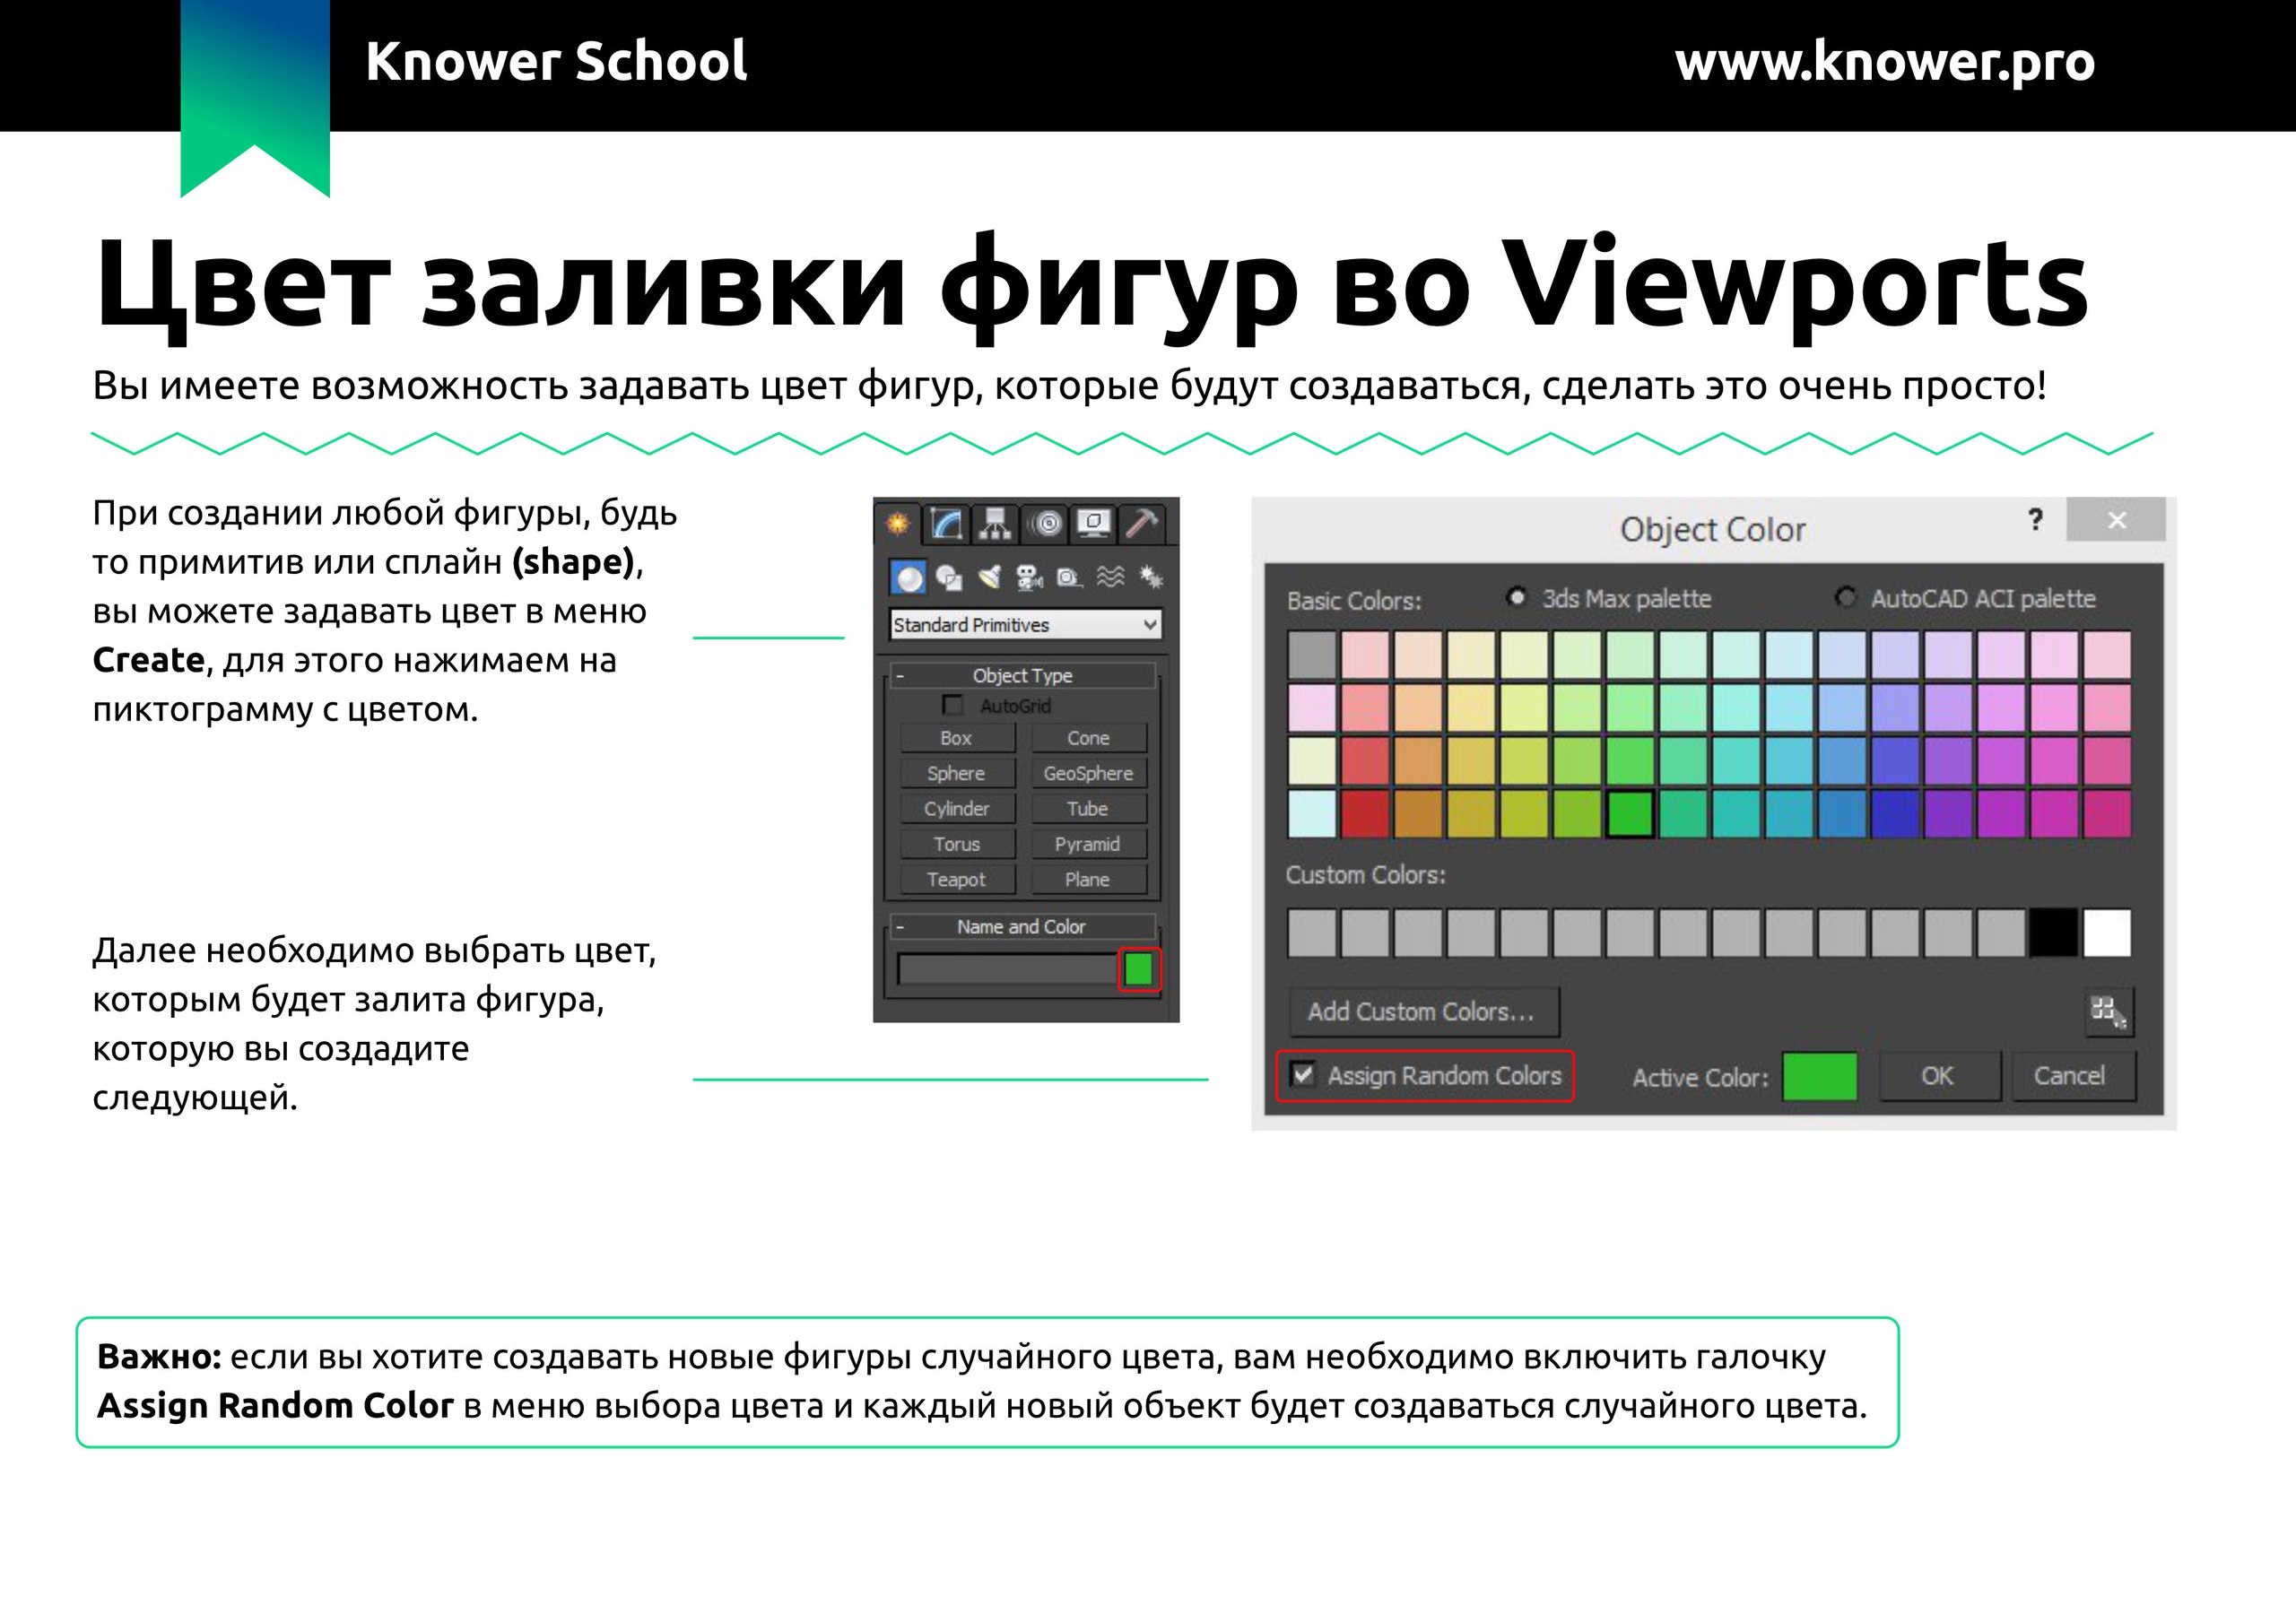 Knower School
www.knower.pro
Цвет заливки фигур во Viewports
Вы имеете возможность задавать цвет фигур, которые будут создаваться, сделать это очень просто!
При создании любой фигуры, будь
то примитив или сплайн (shape),
вы можете задавать цвет в меню
Create, для этого нажимаем на
пиктограмму с цветом.
Далее необходимо выбрать цвет,
которым будет залита фигура,
которую вы создадите
следующей.
Standard Primitives
- Object Type
AutoGrid
Box Cone
Sphere GeoSphere
Cylinder Tube
Torus Pyramid
Teapot Plane
- Name and Color
Object Color ? ×
Basic Colors: 3ds Max palette AutoCAD ACI palette
Custom Colors:
Add Custom Colors...
Assign Random Colors Active Color: OK Cancel
Важно: если вы хотите создавать новые фигуры случайного цвета, вам необходимо включить галочку
Assign Random Color в меню выбора цвета и каждый новый объект будет создаваться случайного цвета.